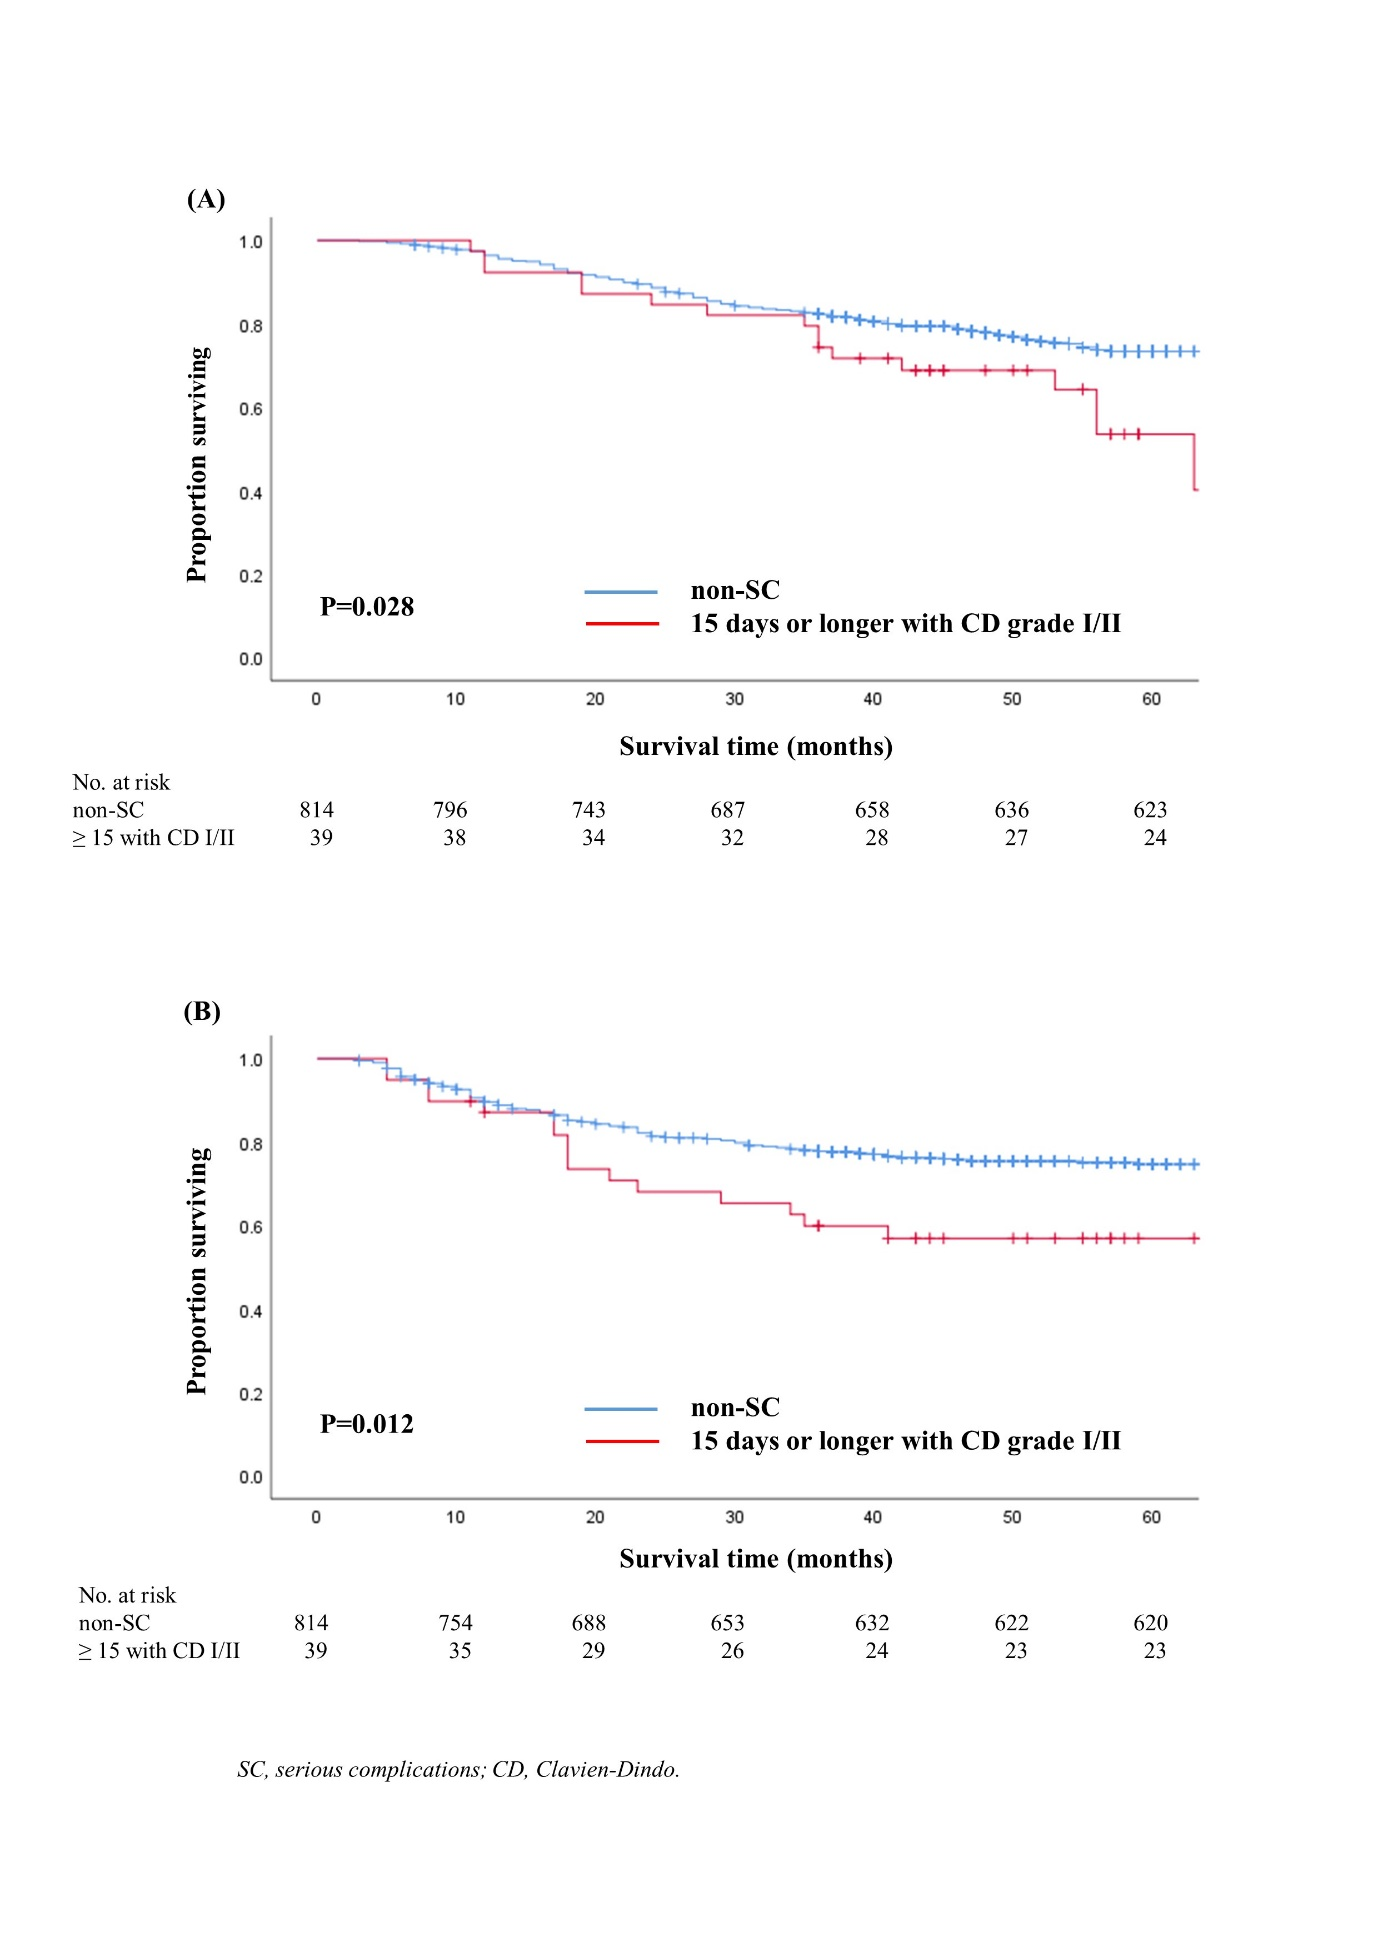 (A)
1.0
0.8
0.6
0.4
0.2
0.0
Proportion surviving
P=0.028
non-SC
15 days or longer with CD grade I/II
0 10 20 30 40 50 60
Survival time (months)
No. at risk
non-SC 814 796 743 687 658 636 623
≥ 15 with CD I/II 39 38 34 32 28 27 24
(B)
1.0
0.8
0.6
0.4
0.2
0.0
Proportion surviving
P=0.012
non-SC
15 days or longer with CD grade I/II
0 10 20 30 40 50 60
Survival time (months)
No. at risk
non-SC 814 754 688 653 632 622 620
≥ 15 with CD I/II 39 35 29 26 24 23 23
SC, serious complications; CD, Clavien-Dindo.